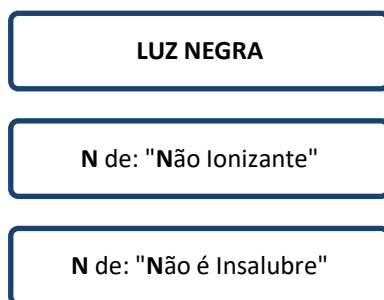 LUZ NEGRA
N de: "Não Ionizante"
N de: "Não é Insalubre"